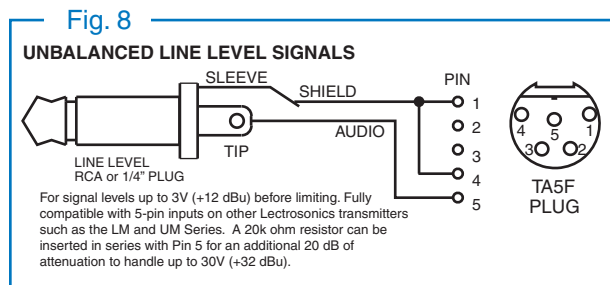 Fig. 8
UNBALANCED LINE LEVEL SIGNALS
SLEEVE
SHIELD
PIN
1
2
3
4
5
AUDIO
TIP
LINE LEVEL
RCA or 1/4" PLUG
4
5
1
3
2
TA5F
PLUG
For signal levels up to 3V (+12 dBu) before limiting. Fully
compatible with 5-pin inputs on other Lectrosonics transmitters
such as the LM and UM Series. A 20k ohm resistor can be
inserted in series with Pin 5 for an additional 20 dB of
attenuation to handle up to 30V (+32 dBu).